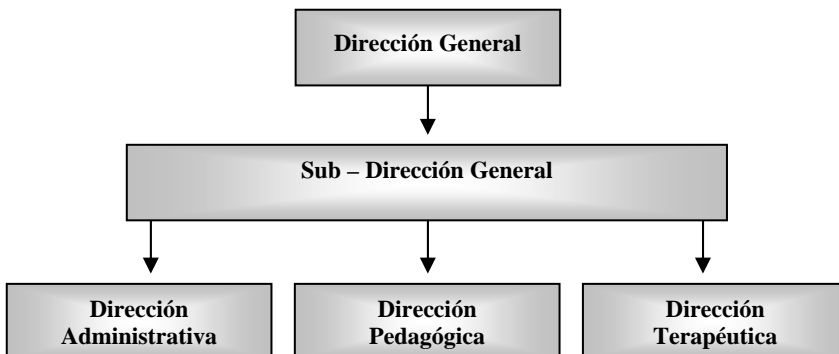 Dirección General
Sub – Dirección General
Dirección
Administrativa
Dirección
Pedagógica
Dirección
Terapéutica